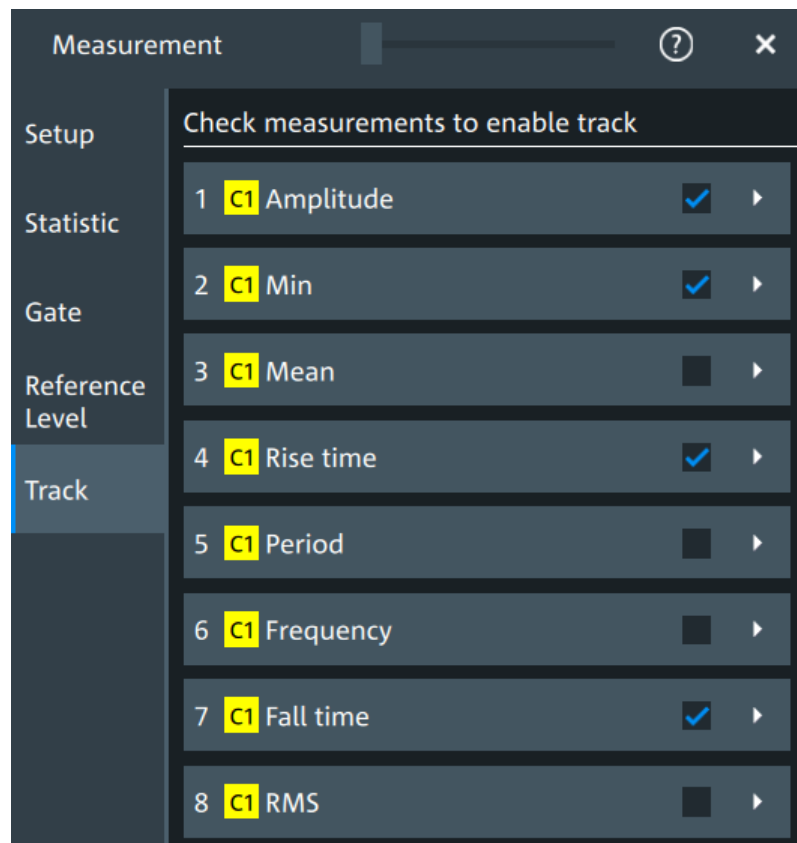 Measurement ?
Setup
Statistic
Gate
Reference
Level
Track
Check measurements to enable track
1 C1 Amplitude
2 C1 Min
3 C1 Mean
4 C1 Rise time
5 C1 Period
6 C1 Frequency
7 C1 Fall time
8 C1 RMS